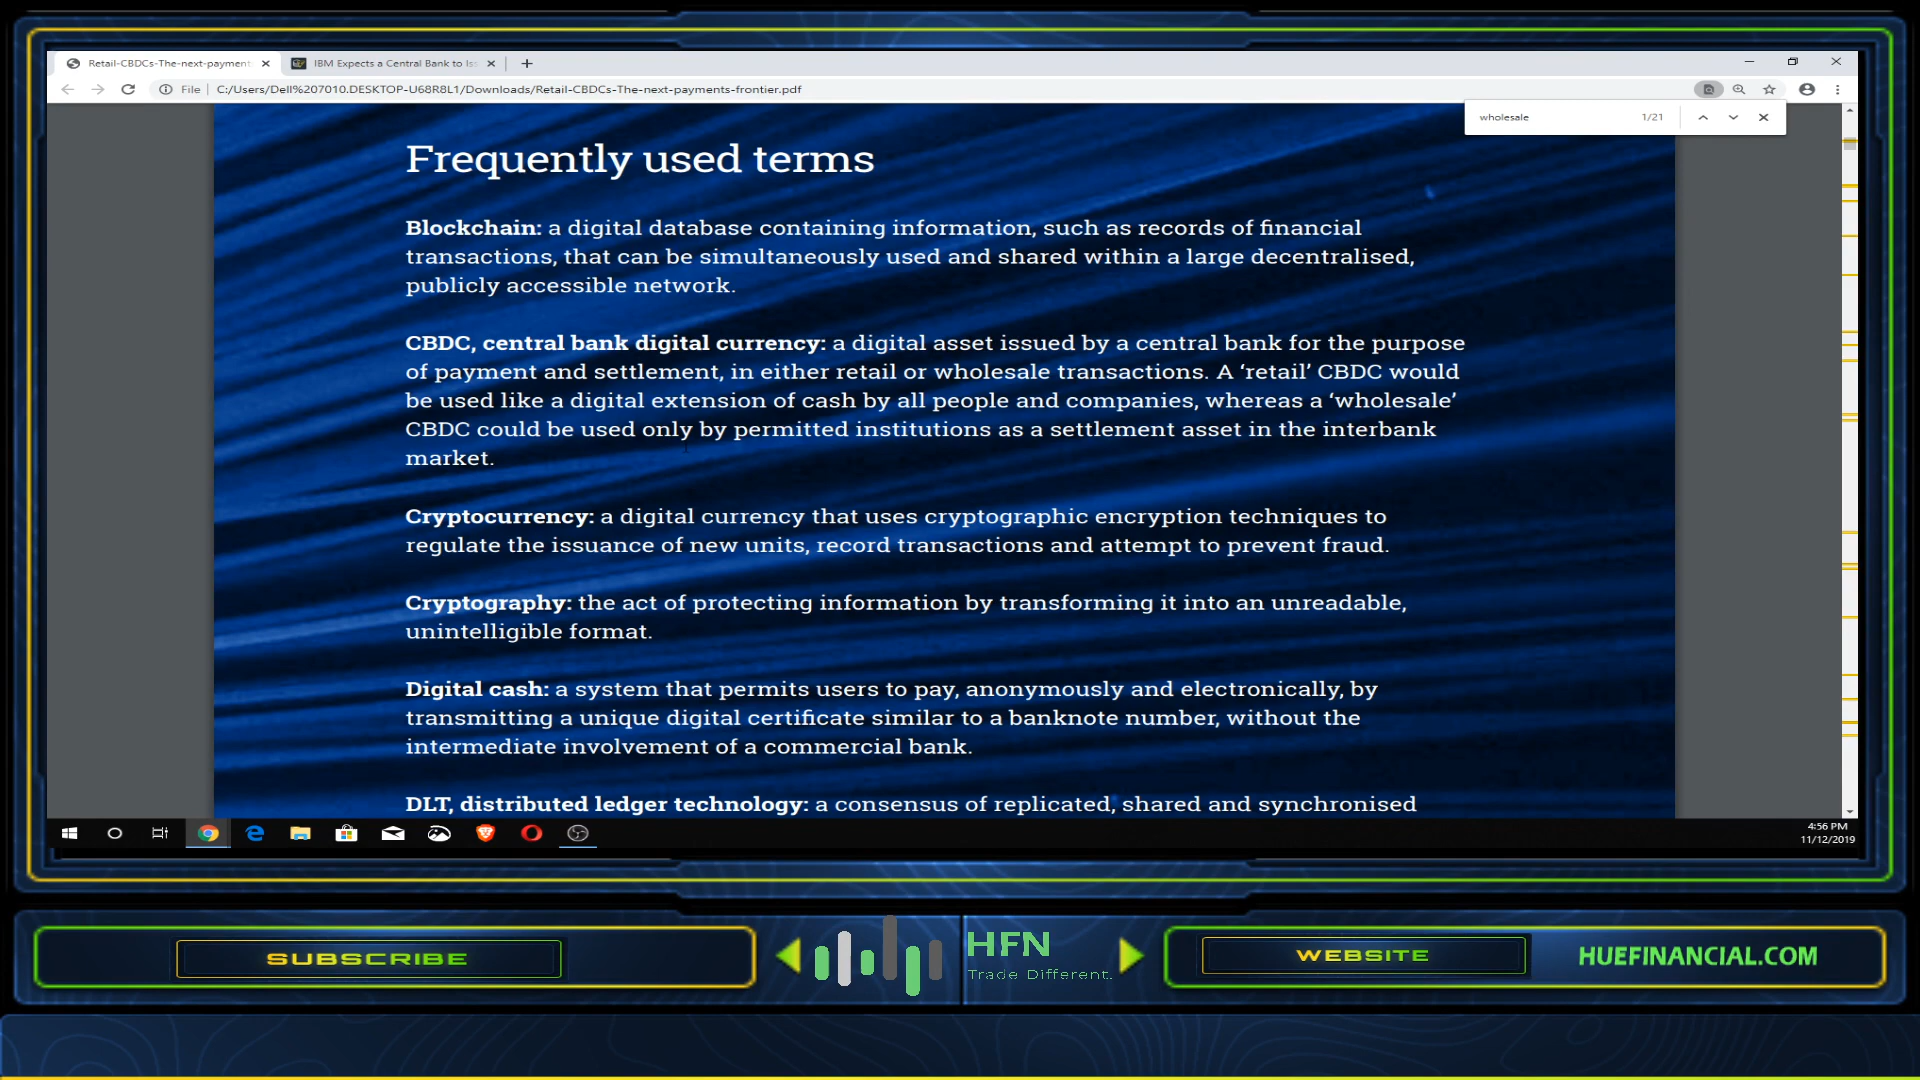 Retail-CBDCs-The-next-payment
IBM Expects a Central Bank to Is
File
C:/Users/Dell%207010.DESKTOP-U68R8L1/Downloads/Retail-CBDCs-The-next-payments-frontier.pdf
wholesale
1/21
Frequently used terms
Blockchain: a digital database containing information, such as records of financial
transactions, that can be simultaneously used and shared within a large decentralised,
publicly accessible network.
CBDC, central bank digital currency: a digital asset issued by a central bank for the purpose
of payment and settlement, in either retail or wholesale transactions. A ‘retail’ CBDC would
be used like a digital extension of cash by all people and companies, whereas a ‘wholesale’
CBDC could be used only by permitted institutions as a settlement asset in the interbank
market.
Cryptocurrency: a digital currency that uses cryptographic encryption techniques to
regulate the issuance of new units, record transactions and attempt to prevent fraud.
Cryptography: the act of protecting information by transforming it into an unreadable,
unintelligible format.
Digital cash: a system that permits users to pay, anonymously and electronically, by
transmitting a unique digital certificate similar to a banknote number, without the
intermediate involvement of a commercial bank.
DLT, distributed ledger technology: a consensus of replicated, shared and synchronised
4:56 PM
11/12/2019
SUBSCRIBE
HFN
Trade Different.
WEBSITE
HUEFINANCIAL.COM